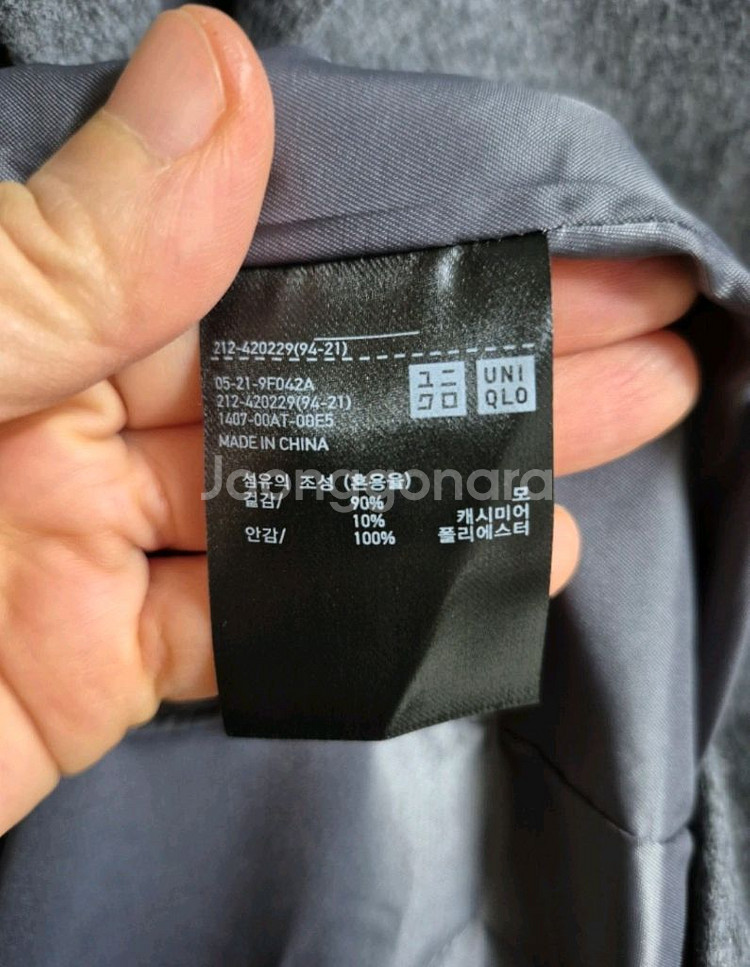 212-420229(94-21)
05-21-9F042A
212-420229(94-21)
1407-00AT-00E5
MADE IN CHINA
ユニ
クロ
UNI
QLO
섬유의 조성 (혼용율)
겉감/ 90% 모
10% 캐시미어
안감/ 100% 폴리에스터
Joonggonara